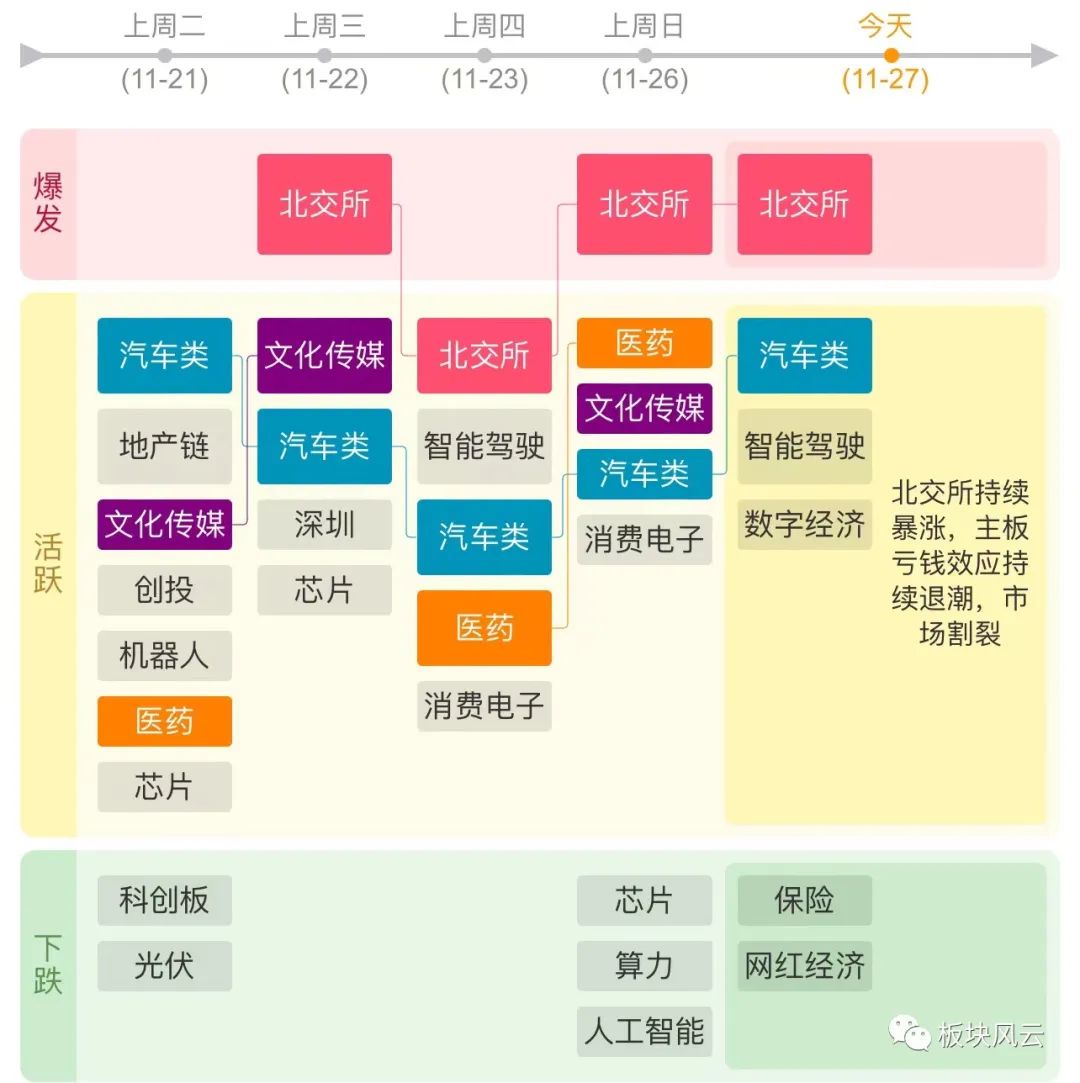 上周二
上周三
上周四
上周日
今天
(11-21)
(11-22)
(11-23)
(11-26)
(11-27)
爆发
北交所
北交所
北交所
活跃
汽车类
地产链
文化传媒
创投
机器人
医药
芯片
文化传媒
汽车类
深圳
芯片
北交所
智能驾驶
汽车类
医药
消费电子
医药
文化传媒
汽车类
消费电子
汽车类
智能驾驶
数字经济
北交所持续
暴涨，主板
亏钱效应持
续退潮，市
场割裂
下跌
科创板
光伏
芯片
算力
人工智能
保险
网红经济
板块风云